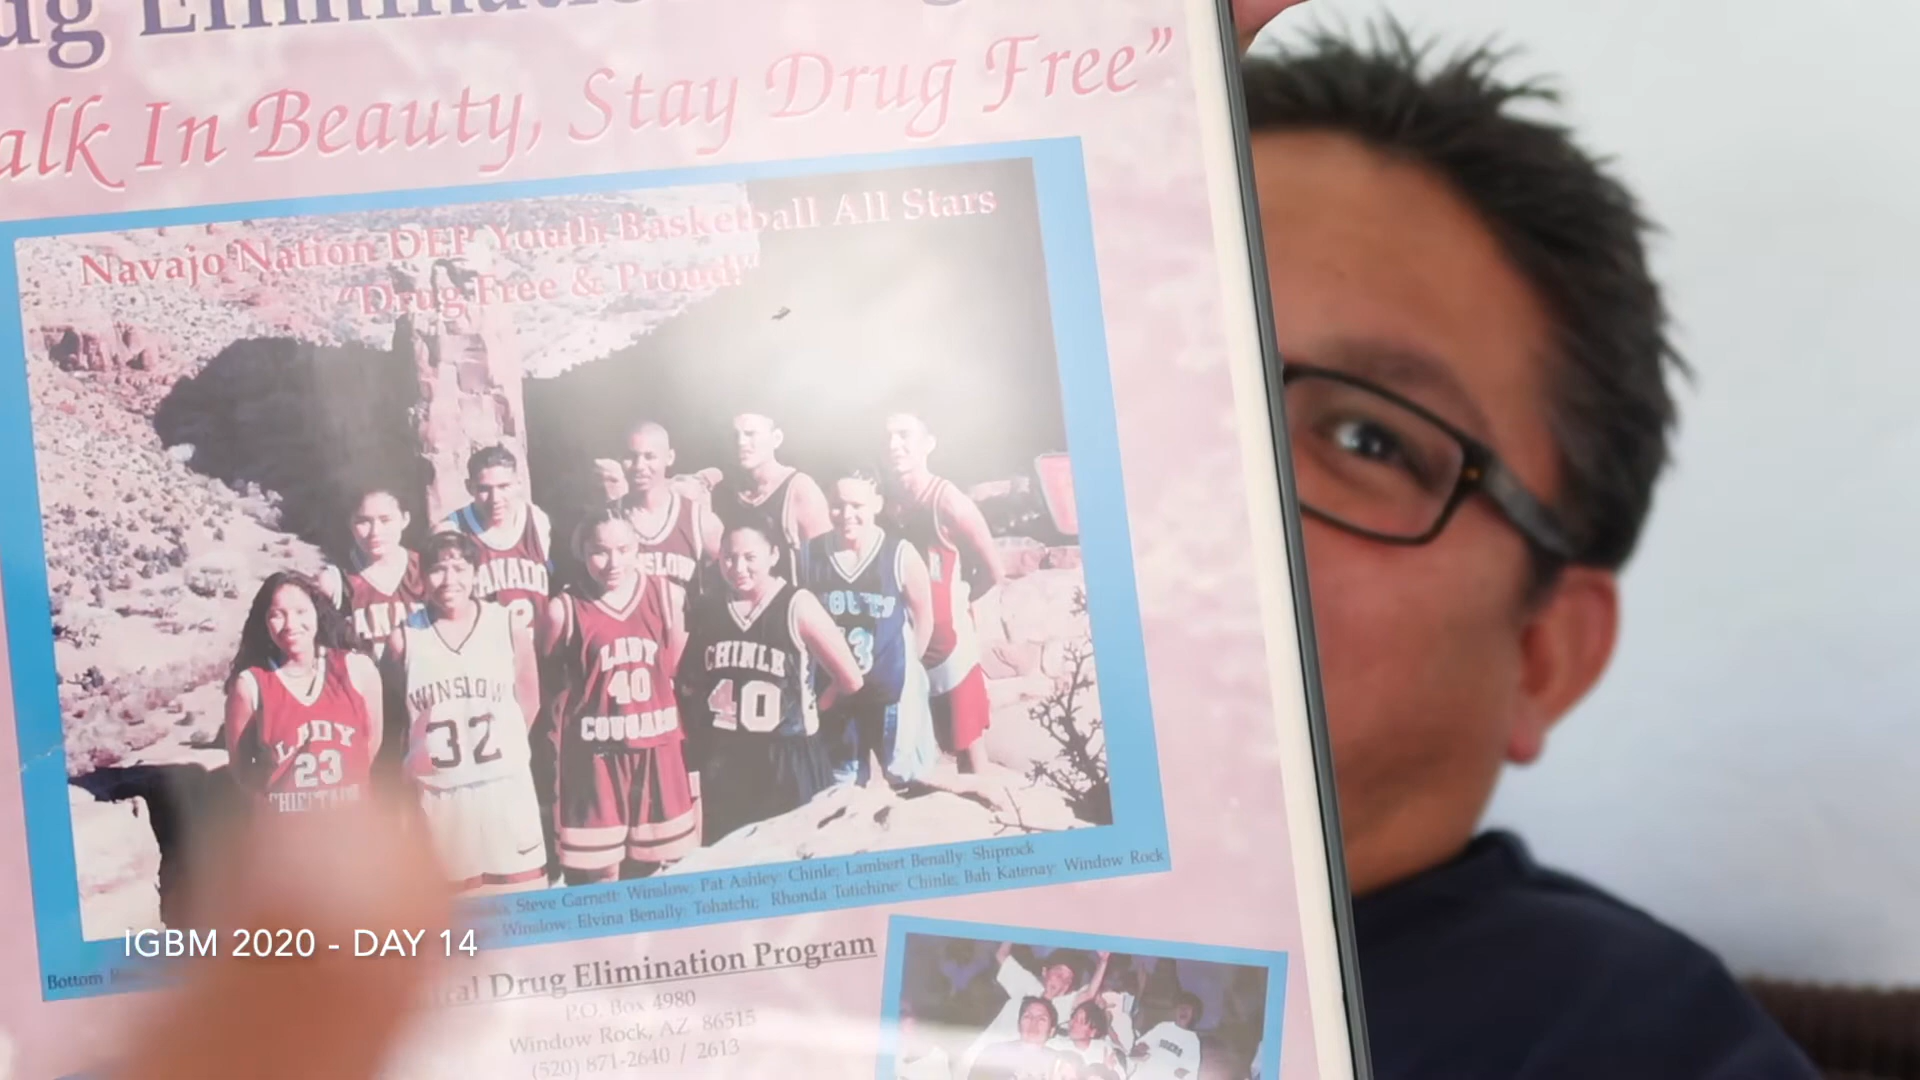 "Walk In Beauty, Stay Drug Free"
Navajo Nation DEP Youth Basketball All Stars
"Drug Free & Proud!"
WINSLOW
32
LADY
40
COUGARS
CHINLE
40
LADY
23
CHIEFTAIN
Steve Garnett: Winslow; Pat Ashley: Chinle; Lambert Benally: Shiprock
Winslow; Elvina Benally: Tohatchi; Rhonda Totichine: Chinle, Bah Katenay: Window Rock
Bottom
IGBM 2020 - DAY 14
Drug Elimination Program
P.O. Box 4980
Window Rock, AZ 86515
(520) 871-2640 / 2613